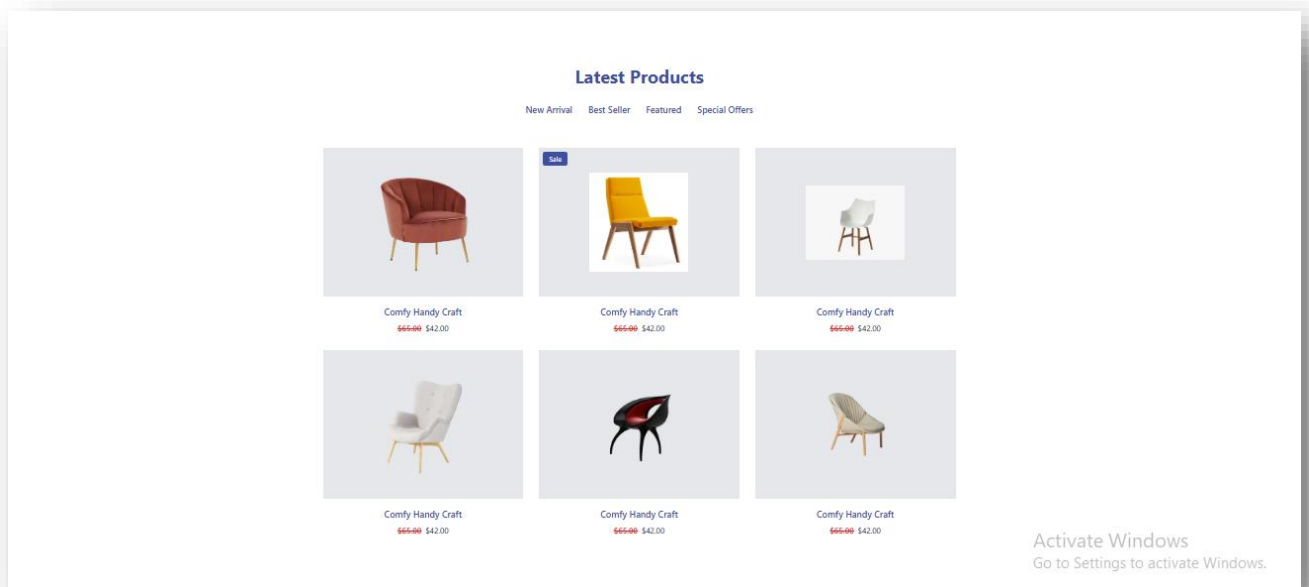 Latest Products
New Arrival Best Seller Featured Special Offers
Sale
Comfy Handy Craft Comfy Handy Craft Comfy Handy Craft
$65.00 $42.00 $65.00 $42.00 $65.00 $42.00
Comfy Handy Craft Comfy Handy Craft Comfy Handy Craft
$65.00 $42.00 $65.00 $42.00 $65.00 $42.00
Activate Windows
Go to Settings to activate Windows.